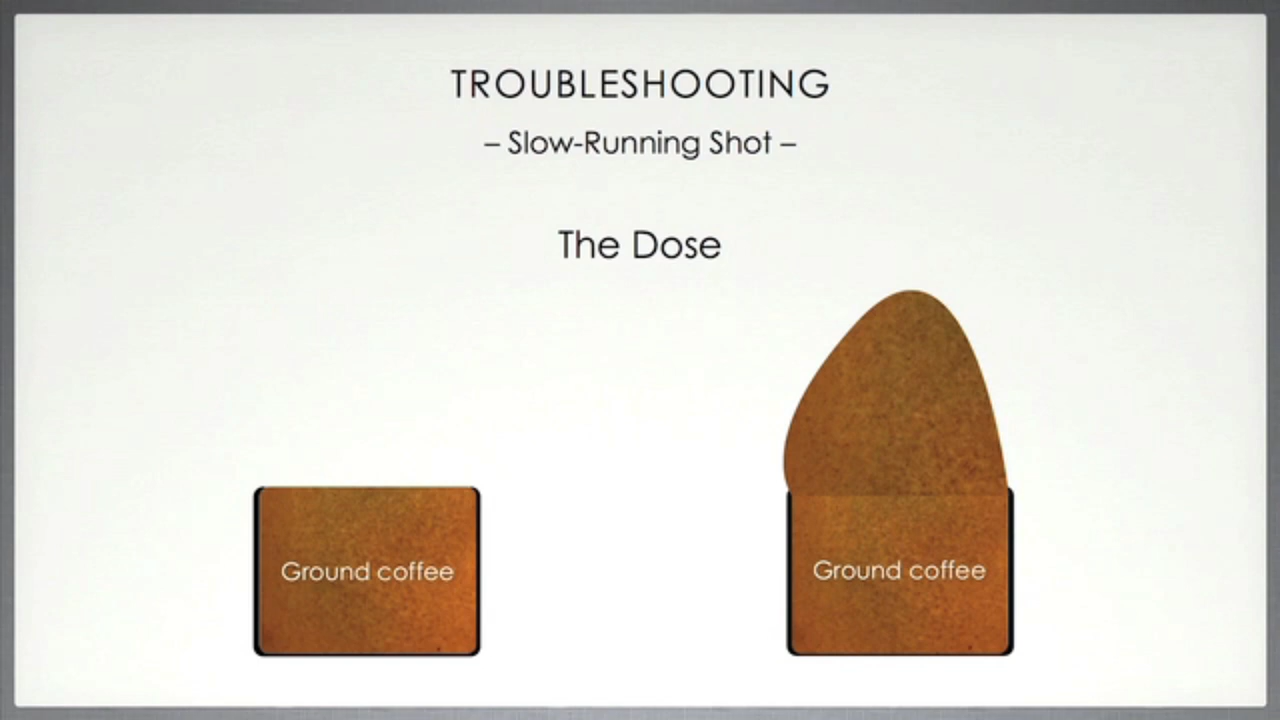 TROUBLESHOOTING
– Slow-Running Shot –
The Dose
Ground coffee
Ground coffee